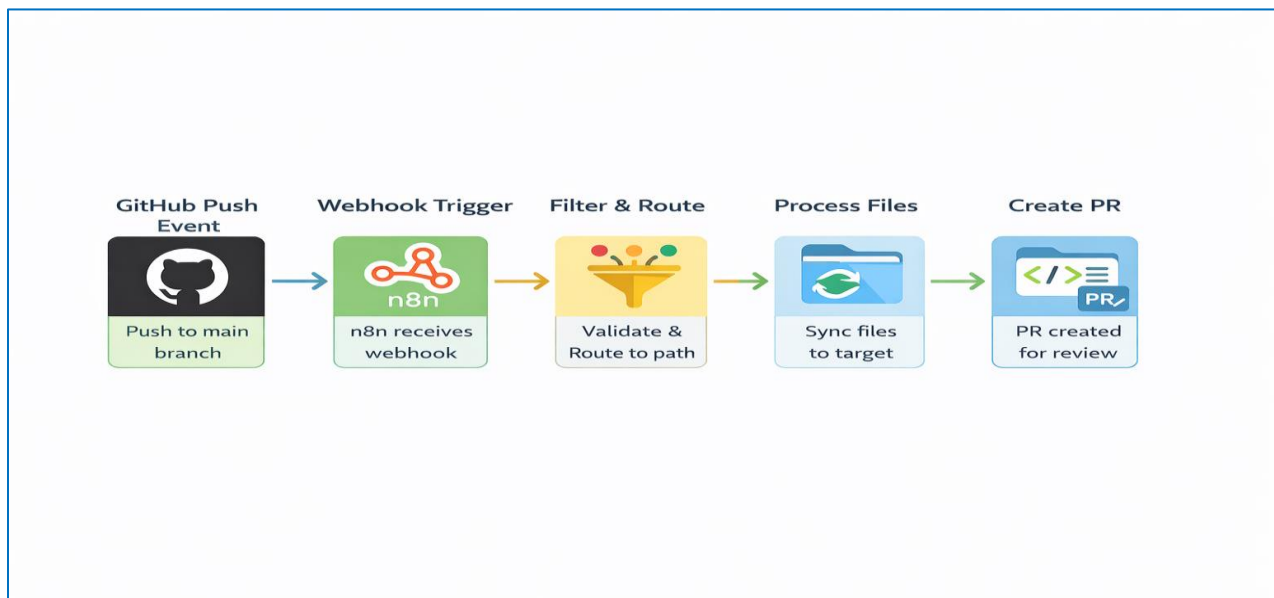 GitHub Push
Event
Webhook Trigger
Filter & Route
Process Files
Create PR
n8n
</>
PR
Push to main
branch
n8n receives
webhook
Validate &
Route to path
Sync files
to target
PR created
for review